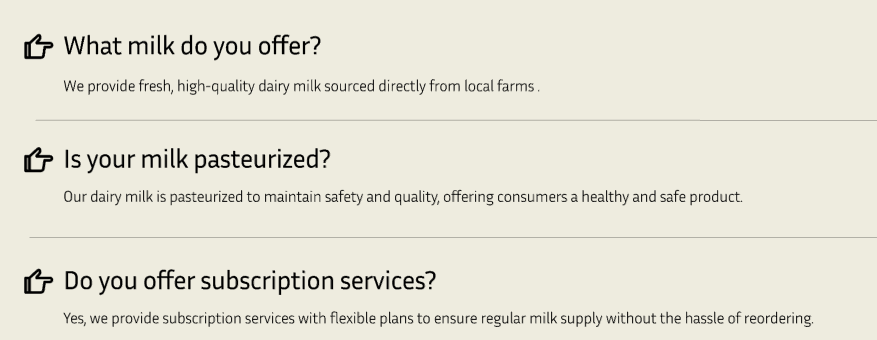 What milk do you offer?
We provide fresh, high-quality dairy milk sourced directly from local farms .
Is your milk pasteurized?
Our dairy milk is pasteurized to maintain safety and quality, offering consumers a healthy and safe product.
Do you offer subscription services?
Yes, we provide subscription services with flexible plans to ensure regular milk supply without the hassle of reordering.